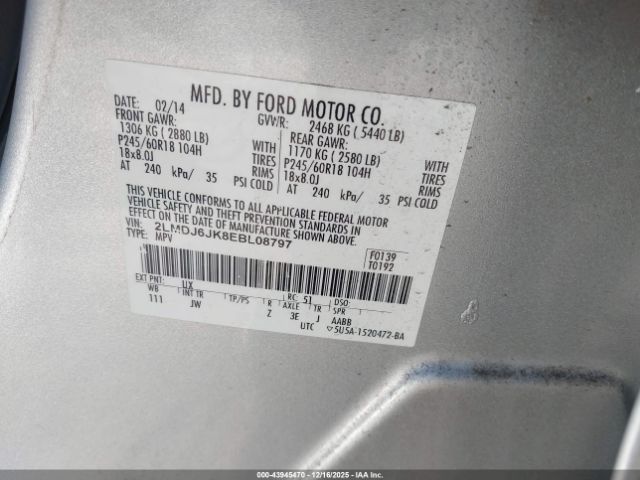 MFD. BY FORD MOTOR CO.
DATE: 02/14 GVWR: 2468 KG ( 5440 LB)
FRONT GAWR: REAR GAWR:
1306 KG ( 2880 LB) WITH 1170 KG ( 2580 LB) WITH
P245/60R18 104H TIRES P245/60R18 104H TIRES
18x8.0J RIMS 18x8.0J RIMS
AT 240 kPa/ 35 PSI COLD AT 240 kPa/ 35 PSI COLD
THIS VEHICLE CONFORMS TO ALL APPLICABLE FEDERAL MOTOR
VEHICLE SAFETY AND THEFT PREVENTION STANDARDS IN
EFFECT ON THE DATE OF MANUFACTURE SHOWN ABOVE.
VIN: 2LMDJ6JK8EBL08797
TYPE: MPV
F0139
T0192
EXT PNT: UX RC: 51 DSO:
WB INT TR TP/PS R AXLE TR SPR
111 JW Z 3E J AABB
UTC 5U5A-1520472-BA
000-43945470 - 12/16/2025 - COPYRIGHT IAA, LLC.